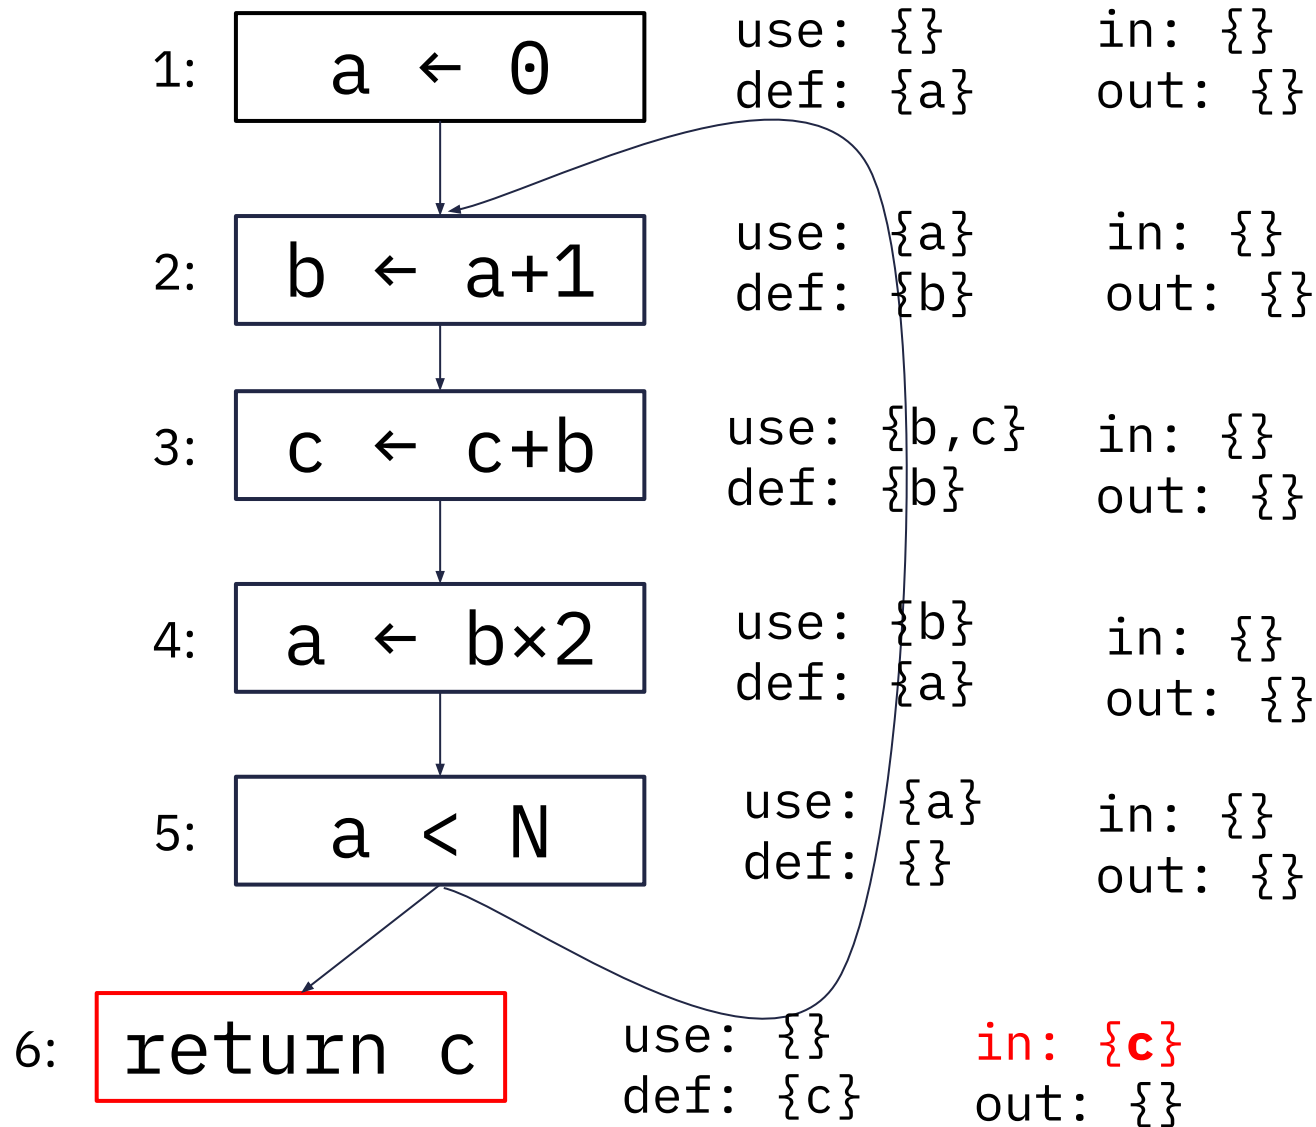 1: a ← 0 use: {} in: {}
def: {a} out: {}
2: b ← a+1 use: {a} in: {}
def: {b} out: {}
3: c ← c+b use: {b,c} in: {}
def: {b} out: {}
4: a ← b×2 use: {b} in: {}
def: {a} out: {}
5: a < N use: {a} in: {}
def: {} out: {}
6: return c use: {} in: {c}
def: {c} out: {}